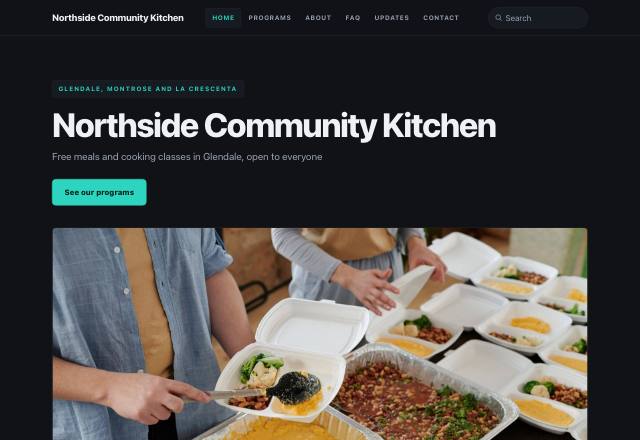 Northside Community Kitchen
HOME PROGRAMS ABOUT FAQ UPDATES CONTACT
Search
GLENDALE, MONTROSE AND LA CRESCENTA
Northside Community Kitchen
Free meals and cooking classes in Glendale, open to everyone
See our programs